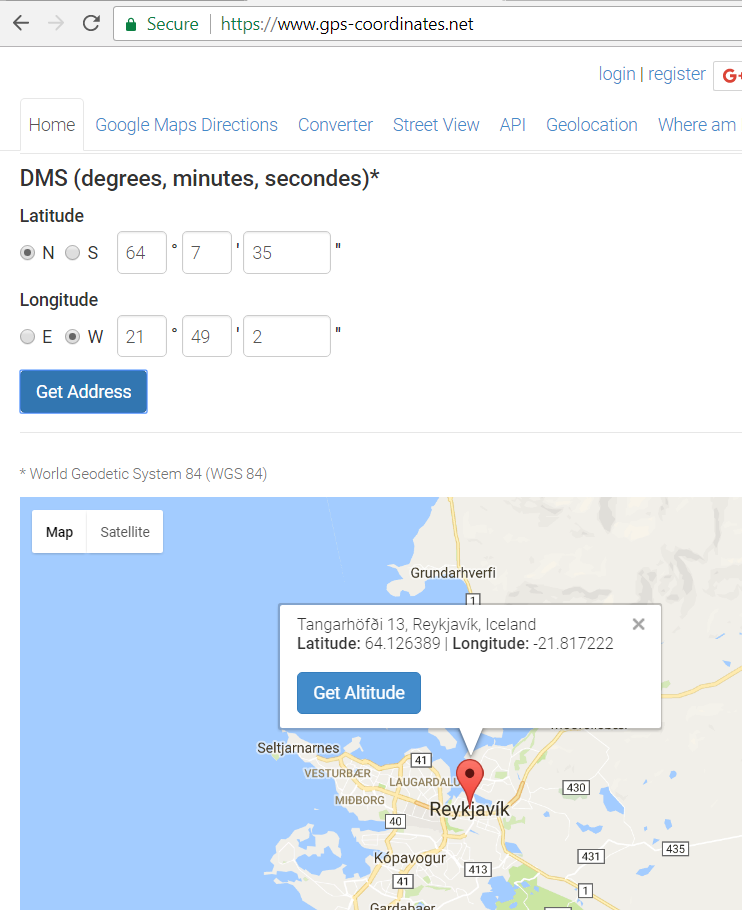 Secure | https://www.gps-coordinates.net
login | register G+
Home Google Maps Directions Converter Street View API Geolocation Where am
DMS (degrees, minutes, secondes)*
Latitude
N S 64 ° 7 ' 35 "
Longitude
E W 21 ° 49 ' 2 "
Get Address
* World Geodetic System 84 (WGS 84)
Map Satellite
Grundarhverfi
1
Tangarhöfði 13, Reykjavík, Iceland
Latitude: 64.126389 | Longitude: -21.817222
Get Altitude
Seltjarnarnes
41
VESTURBÆR
LAUGARDALU
430
MIÐBORG
Reykjavík
40
435
Kópavogur
431
413
41
1
Garðabaer